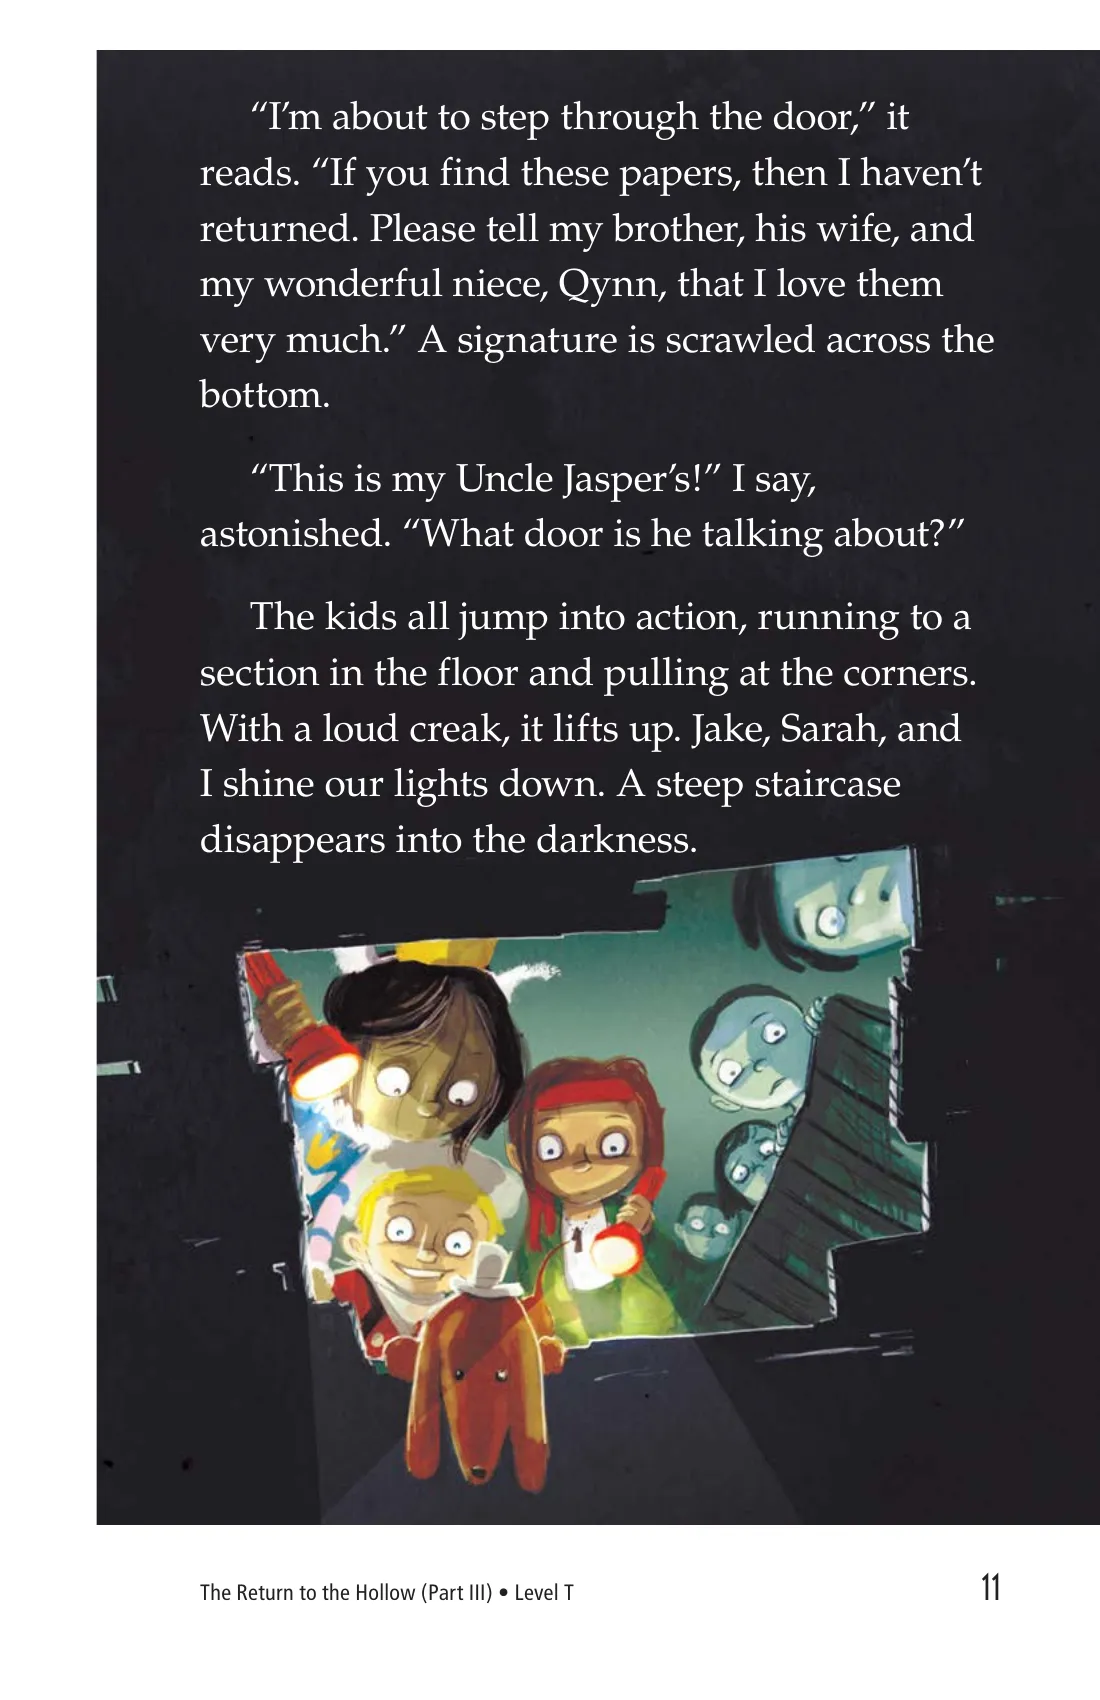 “I’m about to step through the door,” it
reads. “If you find these papers, then I haven’t
returned. Please tell my brother, his wife, and
my wonderful niece, Qynn, that I love them
very much.” A signature is scrawled across the
bottom.
“This is my Uncle Jasper’s!” I say,
astonished. “What door is he talking about?”
The kids all jump into action, running to a
section in the floor and pulling at the corners.
With a loud creak, it lifts up. Jake, Sarah, and
I shine our lights down. A steep staircase
disappears into the darkness.
The Return to the Hollow (Part III) • Level T
11